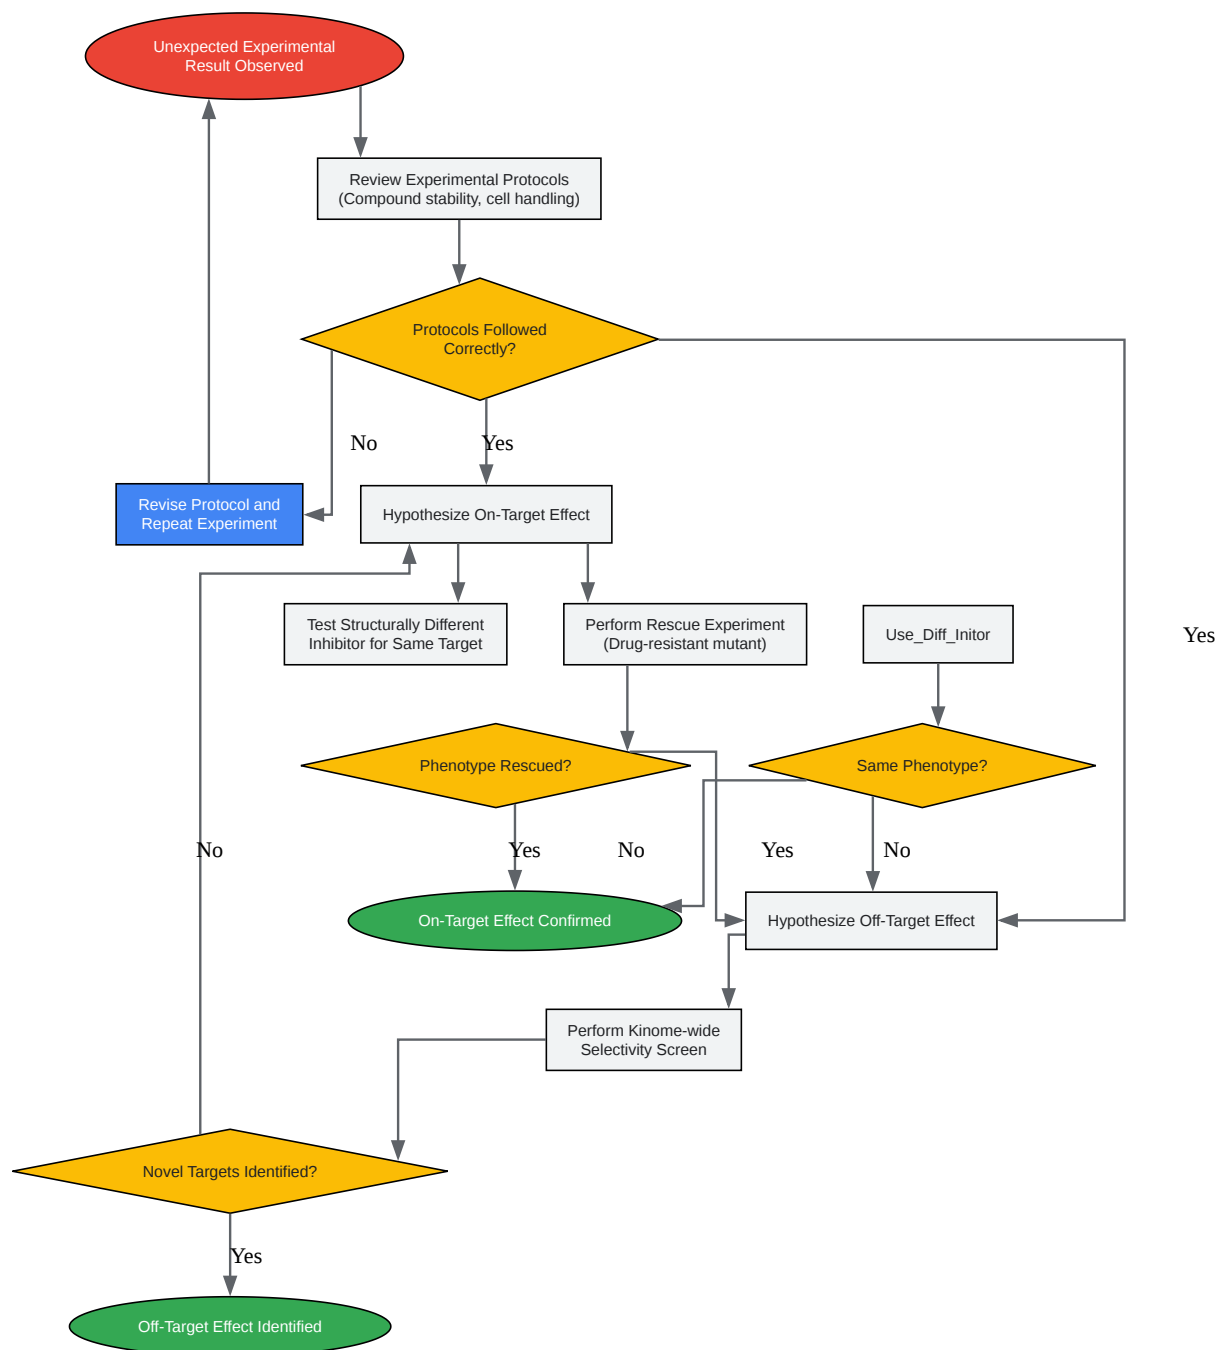 Unexpected Experimental
Result Observed
Review Experimental Protocols
(Compound stability, cell handling)
Protocols Followed
Correctly?
No
Yes
Revise Protocol and
Repeat Experiment
Hypothesize On-Target Effect
Test Structurally Different
Inhibitor for Same Target
Perform Rescue Experiment
(Drug-resistant mutant)
Use_Diff_Initor
Yes
Phenotype Rescued?
Same Phenotype?
No
Yes
No
Yes
No
On-Target Effect Confirmed
Hypothesize Off-Target Effect
Perform Kinome-wide
Selectivity Screen
Novel Targets Identified?
Yes
Off-Target Effect Identified